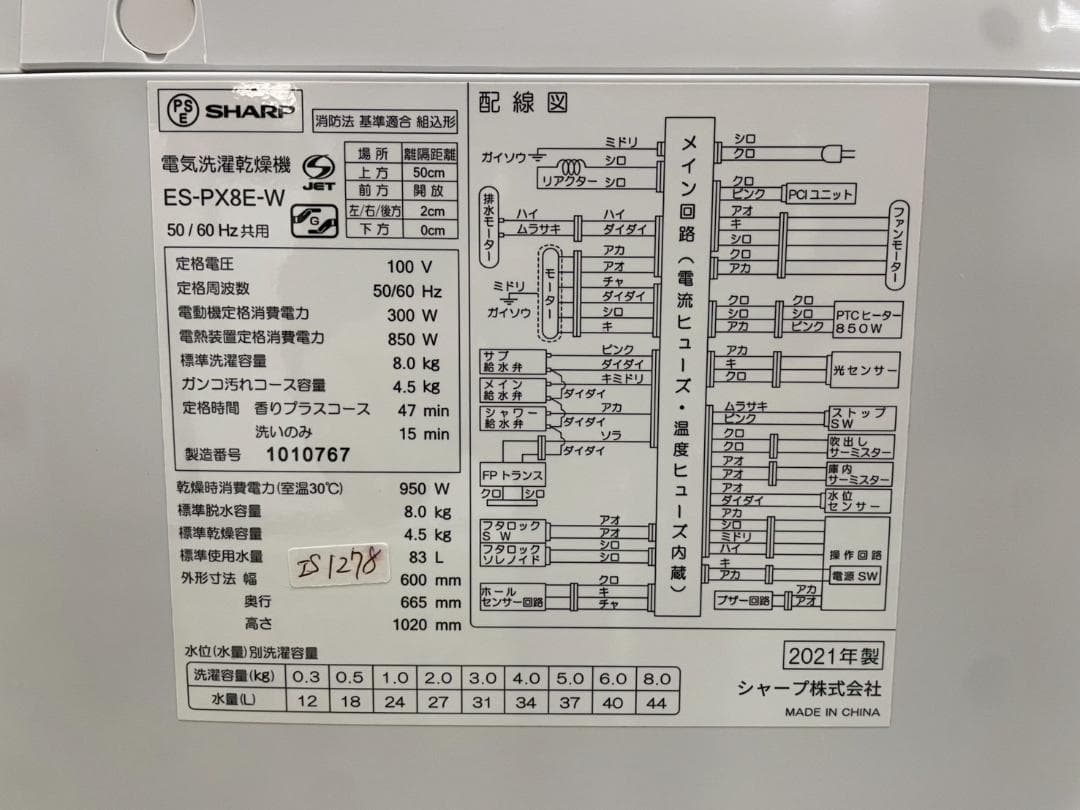 PSE SHARP
消防法 基準適合 組込形
電気洗濯乾燥機
ES-PX8E-W
50/60Hz共用
S JET
G
場所 離隔距離
上方 50cm
前方 開放
左/右/後方 2cm
下方 0cm
定格電圧 100 V
定格周波数 50/60 Hz
電動機定格消費電力 300 W
電熱装置定格消費電力 850 W
標準洗濯容量 8.0 kg
ガンコ汚れコース容量 4.5 kg
定格時間 香りプラスコース 47 min
洗いのみ 15 min
製造番号 1010767
乾燥時消費電力(室温30℃) 950 W
標準脱水容量 8.0 kg
標準乾燥容量 4.5 kg
標準使用水量 83 L
外形寸法 幅 600 mm
奥行 665 mm
高さ 1020 mm
IS1278
水位(水量)別洗濯容量
洗濯容量(kg) 0.3 0.5 1.0 2.0 3.0 4.0 5.0 6.0 8.0
水量(L) 12 18 24 27 31 34 37 40 44
配線図
ガイソウ ミドリ
シロ
リアクター シロ
排水モーター
ハイ ハイ
ムラサキ ダイダイ
モーター
ミドリ
ガイソウ
アカ
アオ
チャ
ダイダイ
シロ
キ
サブ給水弁 ピンク
ダイダイ
メイン給水弁 キミドリ
ダイダイ
シャワー給水弁 アカ
ダイダイ
ソラ
ダイダイ
FPトランス
クロ シロ
フタロックSW アオ
アオ
フタロックソレノイド シロ
シロ
ホールセンサー回路 クロ
キ
チャ
メイン回路(電流ヒューズ・温度ヒューズ内蔵)
シロ
クロ
クロ
ピンク PCIユニット
アオ
キ
シロ
クロ
アカ
ファンモーター
クロ クロ
シロ シロ
アカ ピンク
PTCヒーター
850W
アカ
キ
クロ
光センサー
ムラサキ
ピンク
ストップSW
クロ
クロ
吹出しサーミスター
アオ
アオ
庫内サーミスター
アオ
ダイダイ
水位センサー
アカ
シロ
ミドリ
ハイ
操作回路
キ
アカ
電源SW
ブザー回路 アカ
アオ
2021年製
シャープ株式会社
MADE IN CHINA